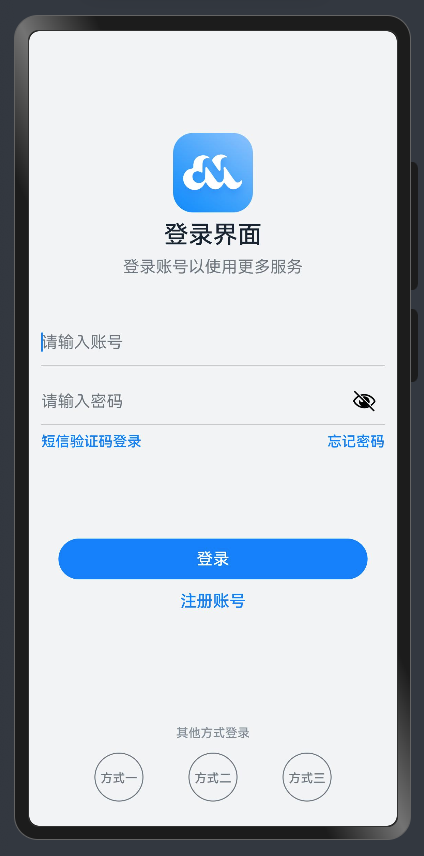 登录界面
登录账号以使用更多服务
请输入账号
请输入密码
短信验证码登录 忘记密码
登录
注册账号
其他方式登录
方式一 方式二 方式三